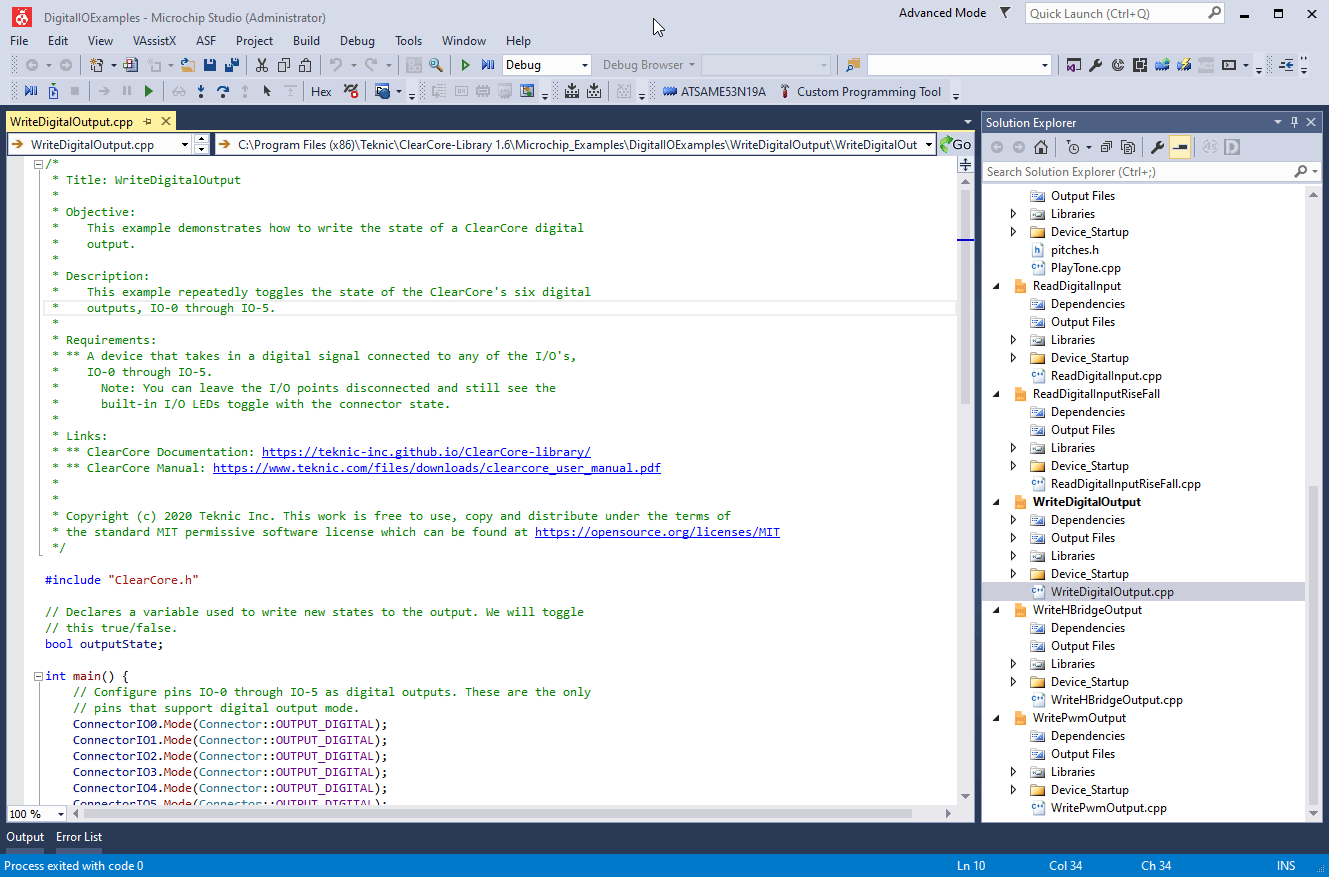 DigitalIOExamples - Microchip Studio (Administrator)
Advanced Mode
Quick Launch (Ctrl+Q)
File Edit View VAssistX ASF Project Build Debug Tools Window Help
Debug
Debug Browser
Hex
ATSAME53N19A
Custom Programming Tool
WriteDigitalOutput.cpp
WriteDigitalOutput.cpp
C:\Program Files (x86)\Teknic\ClearCore-Library 1.6\Microchip_Examples\DigitalIOExamples\WriteDigitalOutput\WriteDigitalOut
Go
/*
* Title: WriteDigitalOutput
*
* Objective:
*    This example demonstrates how to write the state of a ClearCore digital
*    output.
*
* Description:
*    This example repeatedly toggles the state of the ClearCore's six digital
*    outputs, IO-0 through IO-5.
*
* Requirements:
* ** A device that takes in a digital signal connected to any of the I/O's,
*    IO-0 through IO-5.
*      Note: You can leave the I/O points disconnected and still see the
*      built-in I/O LEDs toggle with the connector state.
*
* Links:
* ** ClearCore Documentation: https://teknic-inc.github.io/ClearCore-library/
* ** ClearCore Manual: https://www.teknic.com/files/downloads/clearcore_user_manual.pdf
*
*
* Copyright (c) 2020 Teknic Inc. This work is free to use, copy and distribute under the terms of
* the standard MIT permissive software license which can be found at https://opensource.org/licenses/MIT
*/
#include "ClearCore.h"
// Declares a variable used to write new states to the output. We will toggle
// this true/false.
bool outputState;
int main() {
// Configure pins IO-0 through IO-5 as digital outputs. These are the only
// pins that support digital output mode.
ConnectorIO0.Mode(Connector::OUTPUT_DIGITAL);
ConnectorIO1.Mode(Connector::OUTPUT_DIGITAL);
ConnectorIO2.Mode(Connector::OUTPUT_DIGITAL);
ConnectorIO3.Mode(Connector::OUTPUT_DIGITAL);
ConnectorIO4.Mode(Connector::OUTPUT_DIGITAL);
ConnectorIO5.Mode(Connector::OUTPUT_DIGITAL);
100 %
Solution Explorer
Search Solution Explorer (Ctrl+;)
Output Files
Libraries
Device_Startup
pitches.h
PlayTone.cpp
ReadDigitalInput
Dependencies
Output Files
Libraries
Device_Startup
ReadDigitalInput.cpp
ReadDigitalInputRiseFall
Dependencies
Output Files
Libraries
Device_Startup
ReadDigitalInputRiseFall.cpp
WriteDigitalOutput
Dependencies
Output Files
Libraries
Device_Startup
WriteDigitalOutput.cpp
WriteHBridgeOutput
Dependencies
Output Files
Libraries
Device_Startup
WriteHBridgeOutput.cpp
WritePwmOutput
Dependencies
Output Files
Libraries
Device_Startup
WritePwmOutput.cpp
Output Error List
Process exited with code 0
Ln 10 Col 34 Ch 34 INS